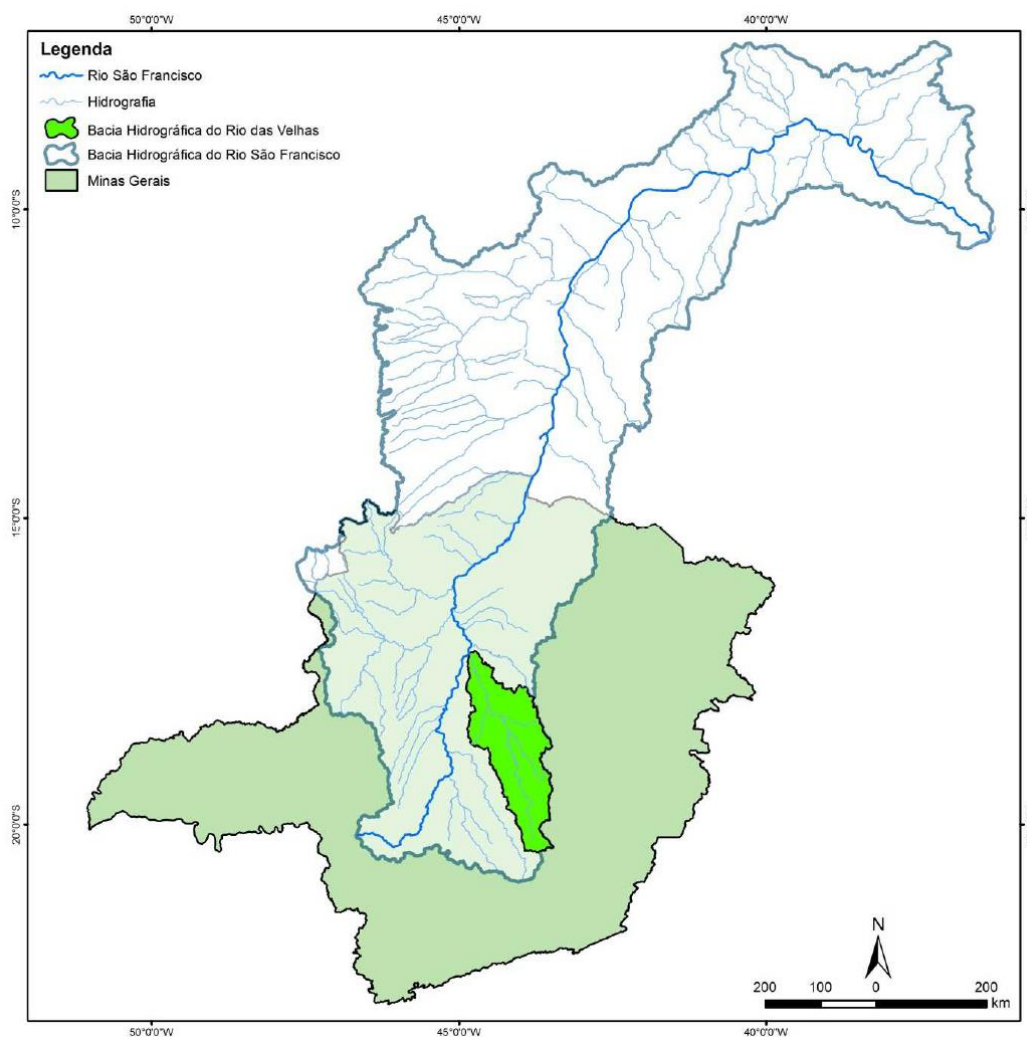 50°0'0"W 45°0'0"W 40°0'0"W
Legenda
Rio São Francisco
Hidrografia
Bacia Hidrográfica do Rio das Velhas
Bacia Hidrográfica do Rio São Francisco
Minas Gerais
10°0'0"S
15°0'0"S
20°0'0"S
N
200 100 0 200
km
50°0'0"W 45°0'0"W 40°0'0"W